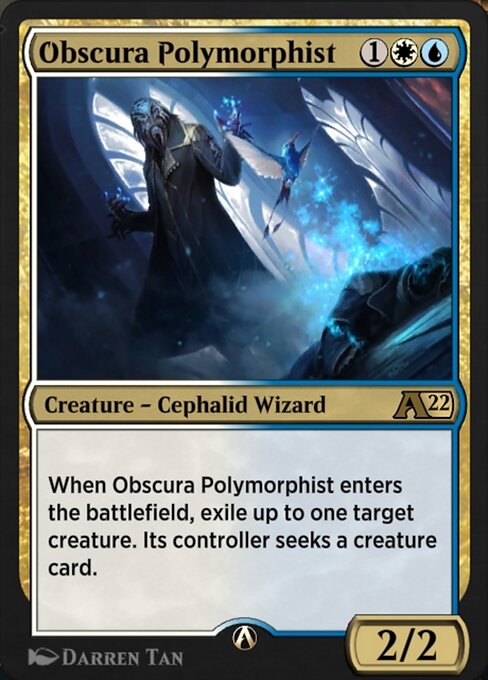 Obscura Polymorphist 1
Creature – Cephalid Wizard A22
When Obscura Polymorphist enters
the battlefield, exile up to one target
creature. Its controller seeks a creature
card.
2/2
Darren Tan